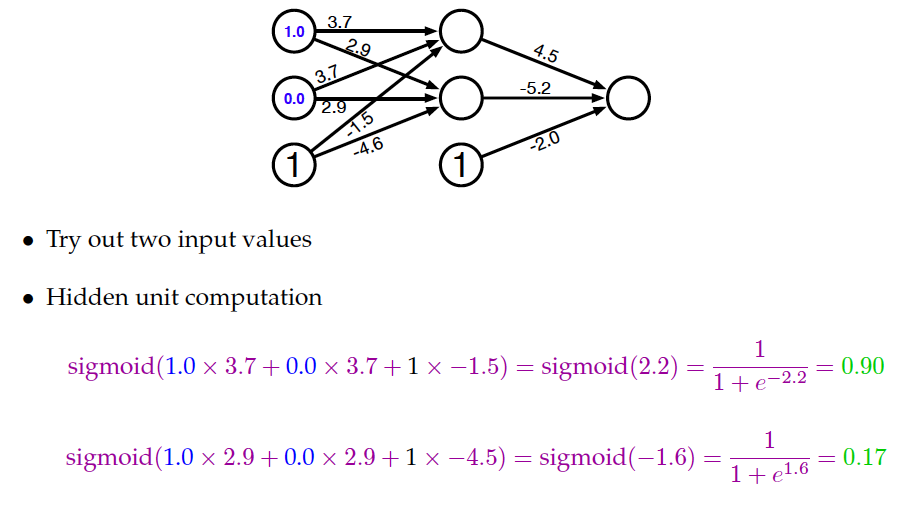 1.0 3.7
2.9 4.5
3.7
0.0 2.9 -5.2
-1.5
1 -4.6 1 -2.0
• Try out two input values
• Hidden unit computation
sigmoid(1.0 × 3.7 + 0.0 × 3.7 + 1 × −1.5) = sigmoid(2.2) = 1 / (1 + e^−2.2) = 0.90
sigmoid(1.0 × 2.9 + 0.0 × 2.9 + 1 × −4.5) = sigmoid(−1.6) = 1 / (1 + e^1.6) = 0.17